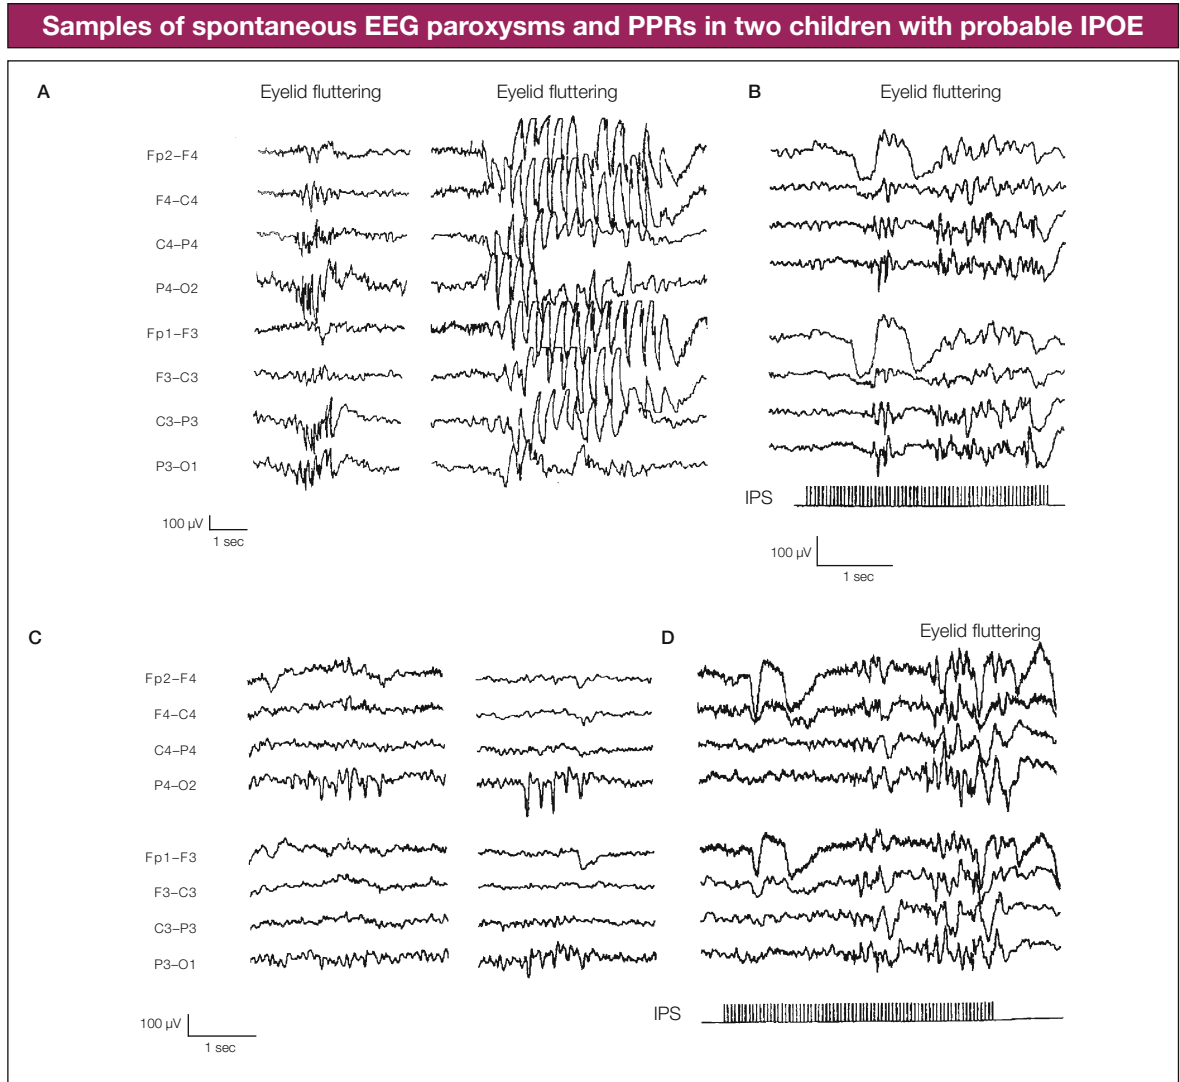 Samples of spontaneous EEG paroxysms and PPRs in two children with probable IPOE
A
Eyelid fluttering
Eyelid fluttering
Fp2–F4
F4–C4
C4–P4
P4–O2
Fp1–F3
F3–C3
C3–P3
P3–O1
100 µV
1 sec
B
Eyelid fluttering
IPS
100 µV
1 sec
C
Fp2–F4
F4–C4
C4–P4
P4–O2
Fp1–F3
F3–C3
C3–P3
P3–O1
100 µV
1 sec
D
Eyelid fluttering
IPS